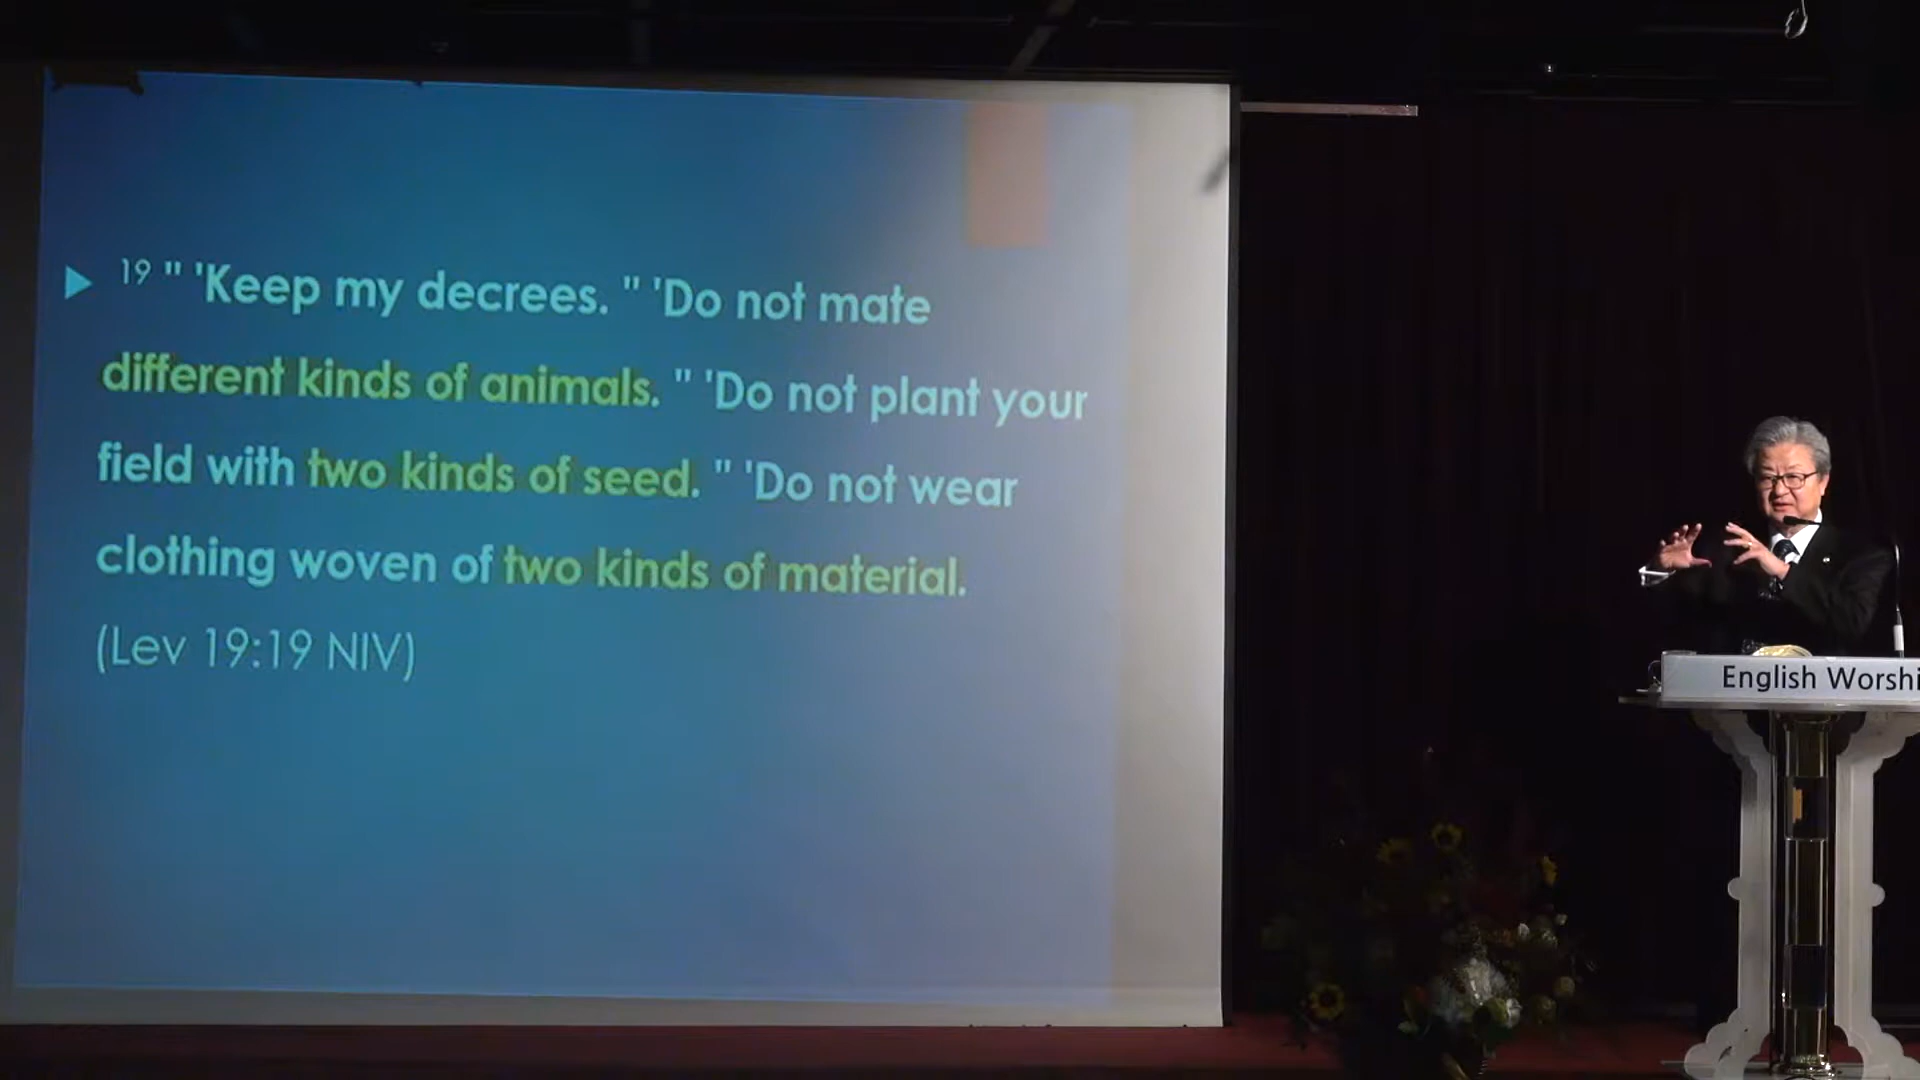 19 " 'Keep my decrees. " 'Do not mate
different kinds of animals. " 'Do not plant your
field with two kinds of seed. " 'Do not wear
clothing woven of two kinds of material.
(Lev 19:19 NIV)
English Worshi